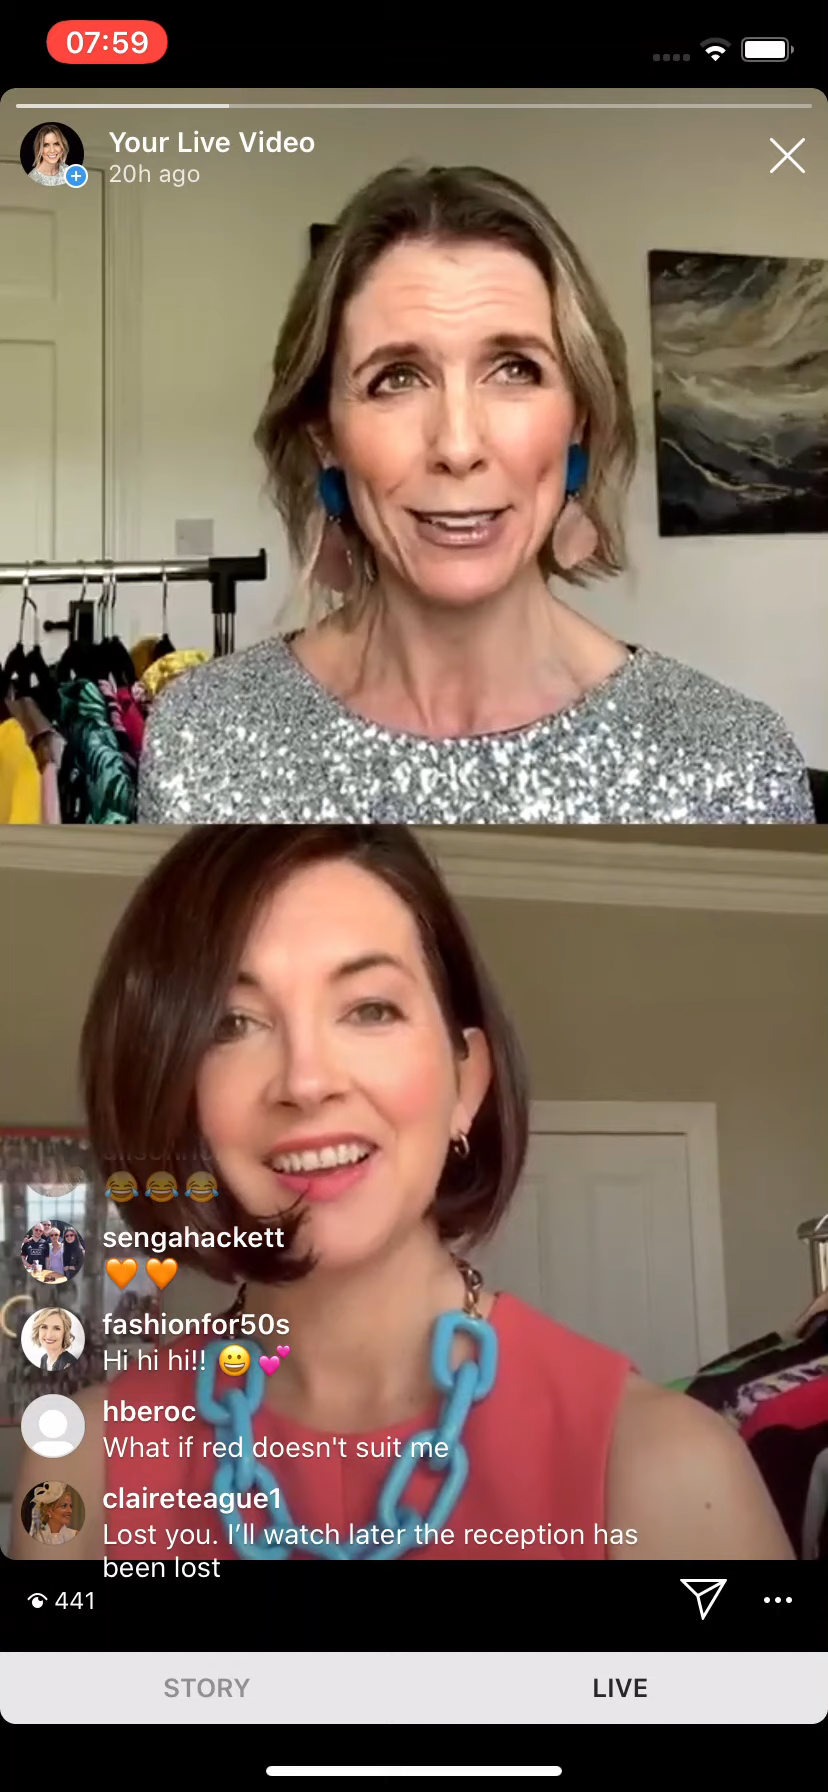 07:59
Your Live Video
20h ago
😂😂😂
sengahackett
🧡🧡
fashionfor50s
Hi hi hi!! 😀💕
hberoc
What if red doesn't suit me
claireteague1
Lost you. I'll watch later the reception has
been lost
441
STORY
LIVE